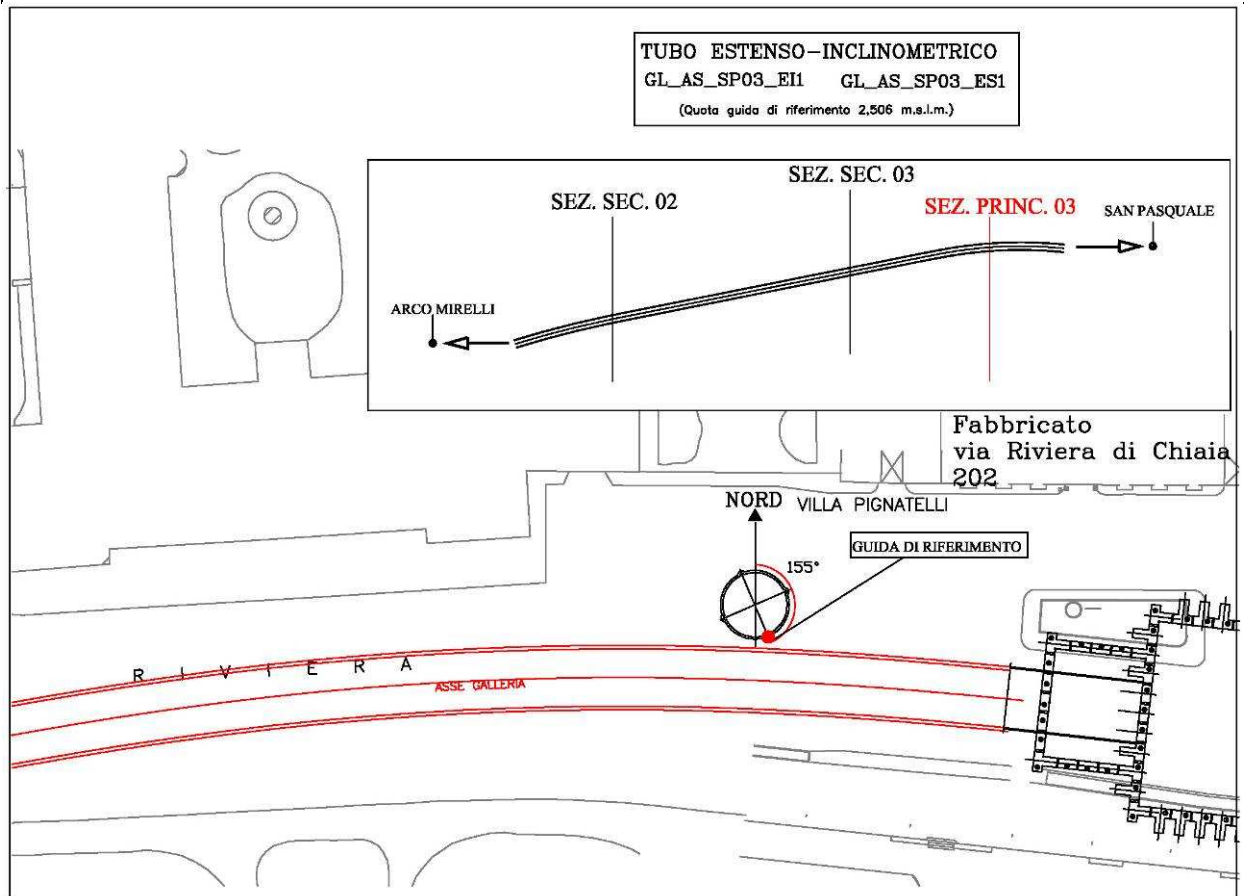 TUBO ESTENSO-INCLINOMETRICO
GL_AS_SP03_EI1 GL_AS_SP03_ES1
(Quota guida di riferimento 2,506 m.s.l.m.)
SEZ. SEC. 02
SEZ. SEC. 03
SEZ. PRINC. 03
SAN PASQUALE
ARCO MIRELLI
Fabbricato
via Riviera di Chiaia
202
NORD VILLA PIGNATELLI
GUIDA DI RIFERIMENTO
155°
RIVIERA
ASSE GALLERIA